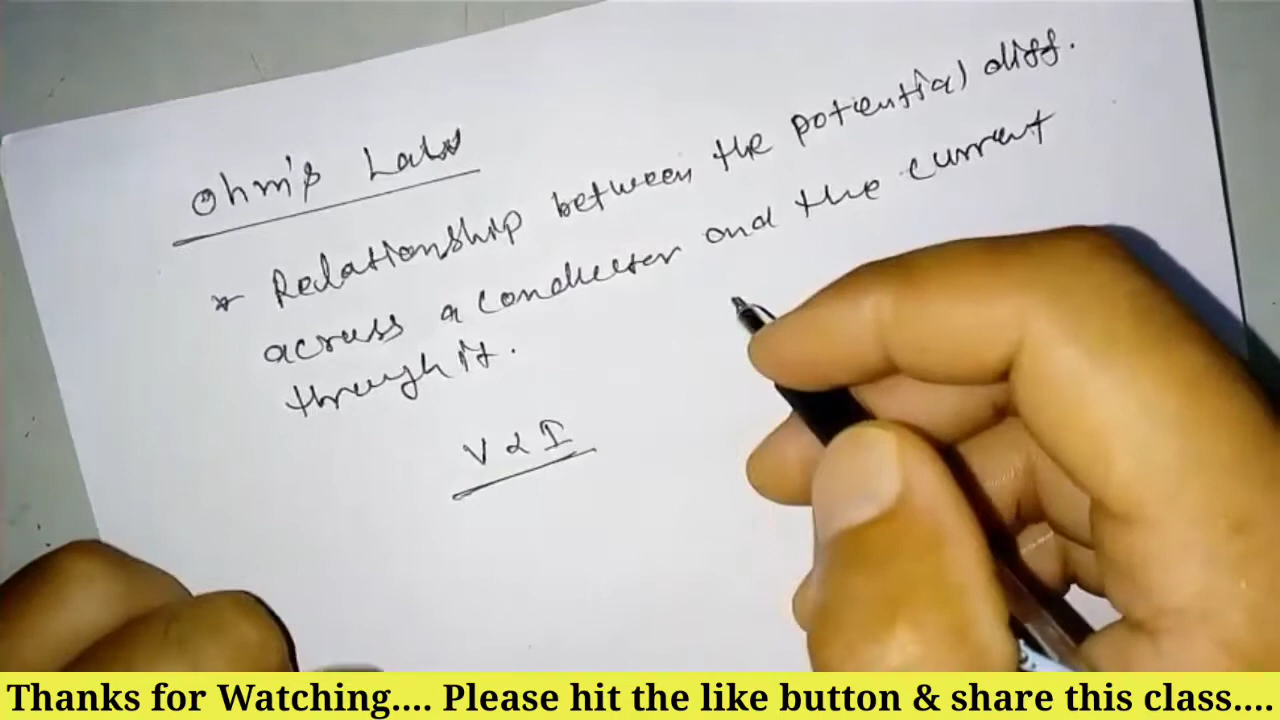 Ohm's Law
* Relationship between the potential diff.
across a conductor and the current
through it.
V ∝ I
Thanks for Watching.... Please hit the like button & share this class....